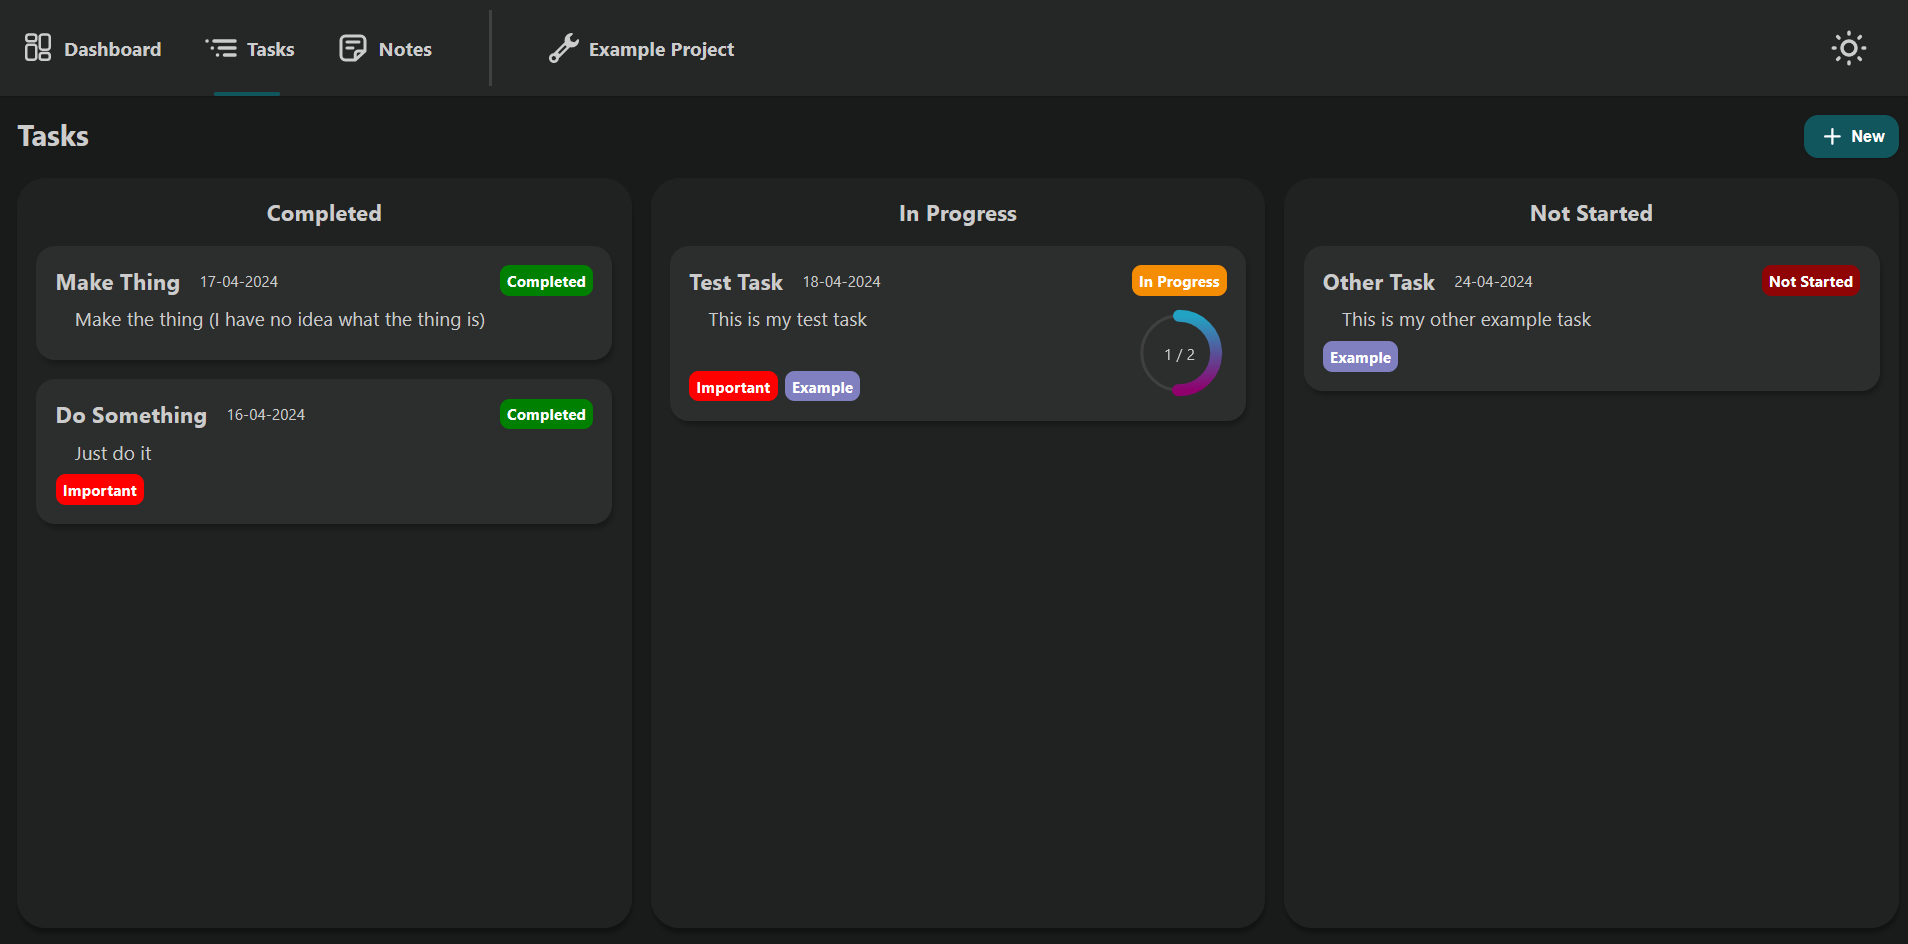 Dashboard
Tasks
Notes
Example Project
Tasks
New
Completed
Make Thing 17-04-2024 Completed
Make the thing (I have no idea what the thing is)
Do Something 16-04-2024 Completed
Just do it
Important
In Progress
Test Task 18-04-2024 In Progress
This is my test task
1 / 2
Important Example
Not Started
Other Task 24-04-2024 Not Started
This is my other example task
Example